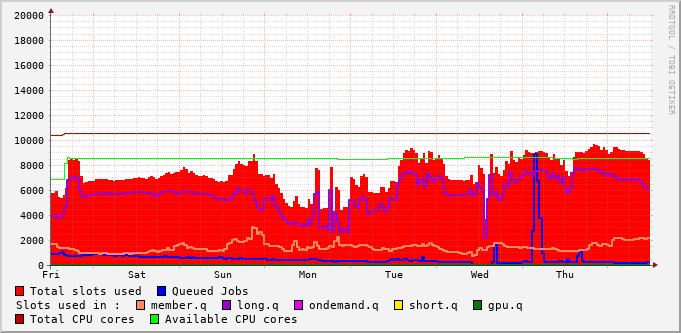 20000
18000
16000
14000
12000
10000
8000
6000
4000
2000
0
Fri Sat Sun Mon Tue Wed Thu
Total slots used Queued Jobs
Slots used in : member.q long.q ondemand.q short.q gpu.q
Total CPU cores Available CPU cores
RRDTOOL / TOBI OETIKER